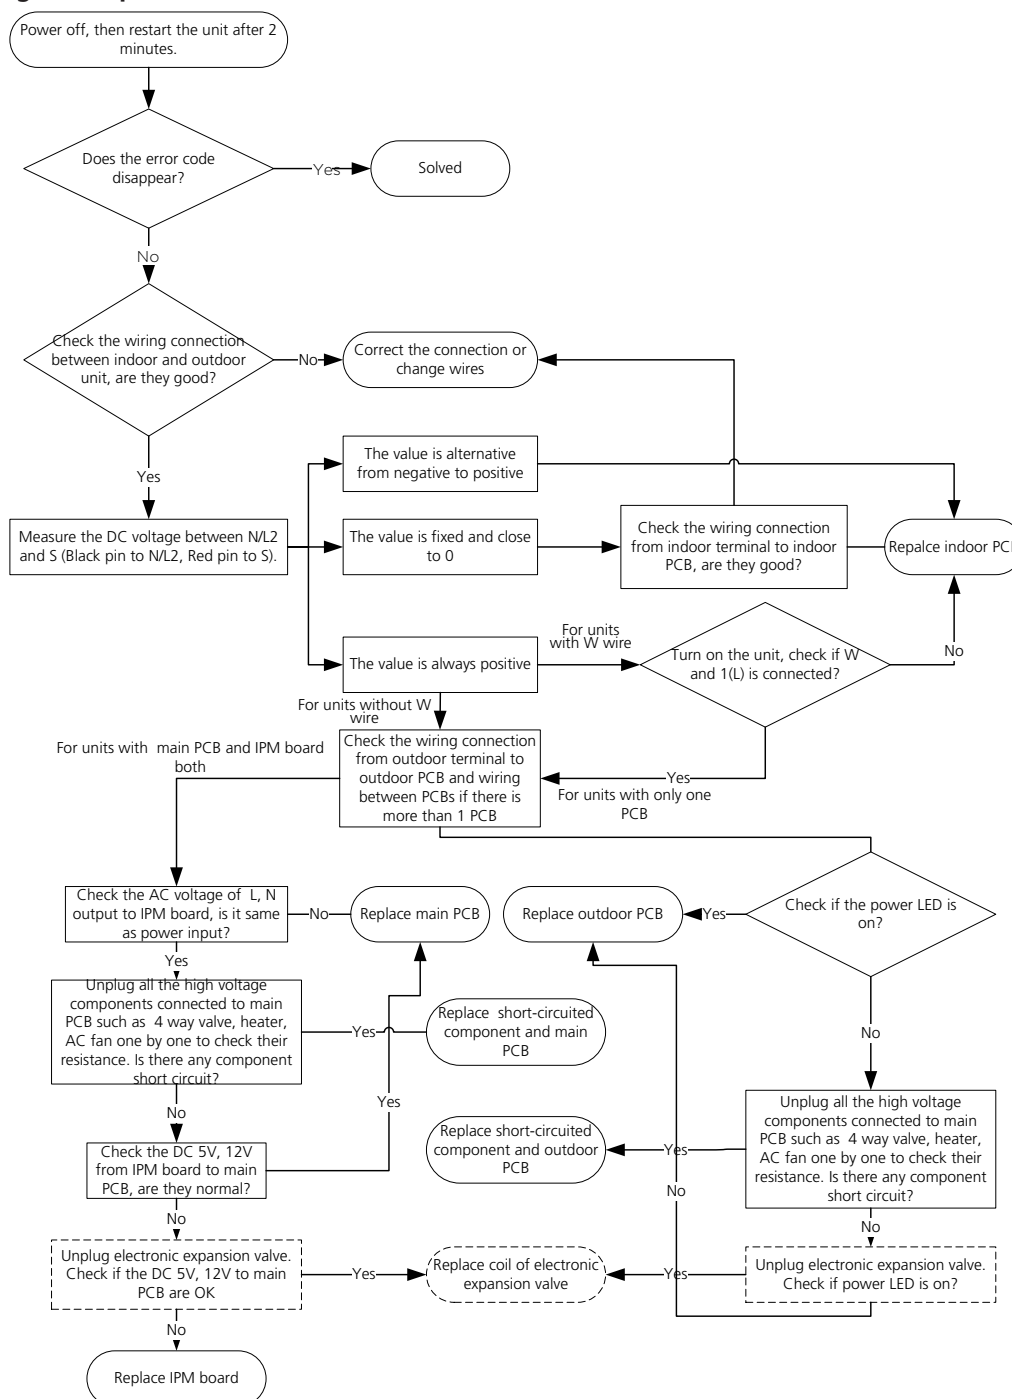 Power off, then restart the unit after 2
minutes.
Does the error code
disappear?
Yes
Solved
No
Check the wiring connection
between indoor and outdoor
unit, are they good?
No
Correct the connection or
change wires
Yes
The value is alternative
from negative to positive
Measure the DC voltage between N/L2
and S (Black pin to N/L2, Red pin to S).
The value is fixed and close
to 0
Check the wiring connection
from indoor terminal to indoor
PCB, are they good?
Repalce indoor PCB
The value is always positive
For units
with W wire
Turn on the unit, check if W
and 1(L) is connected?
No
For units without W
wire
For units with  main PCB and IPM board
both
Check the wiring connection
from outdoor terminal to
outdoor PCB and wiring
between PCBs if there is
more than 1 PCB
Yes
For units with only one
PCB
Check the AC voltage of  L, N
output to IPM board, is it same
as power input?
No
Replace main PCB
Replace outdoor PCB
Yes
Check if the power LED is
on?
Yes
Unplug all the high voltage
components connected to main
PCB such as  4 way valve, heater,
AC fan one by one to check their
resistance. Is there any component
short circuit?
Yes
Replace  short-circuited
component and main
PCB
No
No
Yes
Check the DC 5V, 12V
from IPM board to main
PCB, are they normal?
Replace short-circuited
component and outdoor
PCB
Yes
Unplug all the high voltage
components connected to main
PCB such as  4 way valve, heater,
AC fan one by one to check their
resistance. Is there any component
short circuit?
No
No
No
Unplug electronic expansion valve.
Check if the DC 5V, 12V to main
PCB are OK
Yes
Replace coil of electronic
expansion valve
Yes
Unplug electronic expansion valve.
Check if power LED is on?
No
Replace IPM board